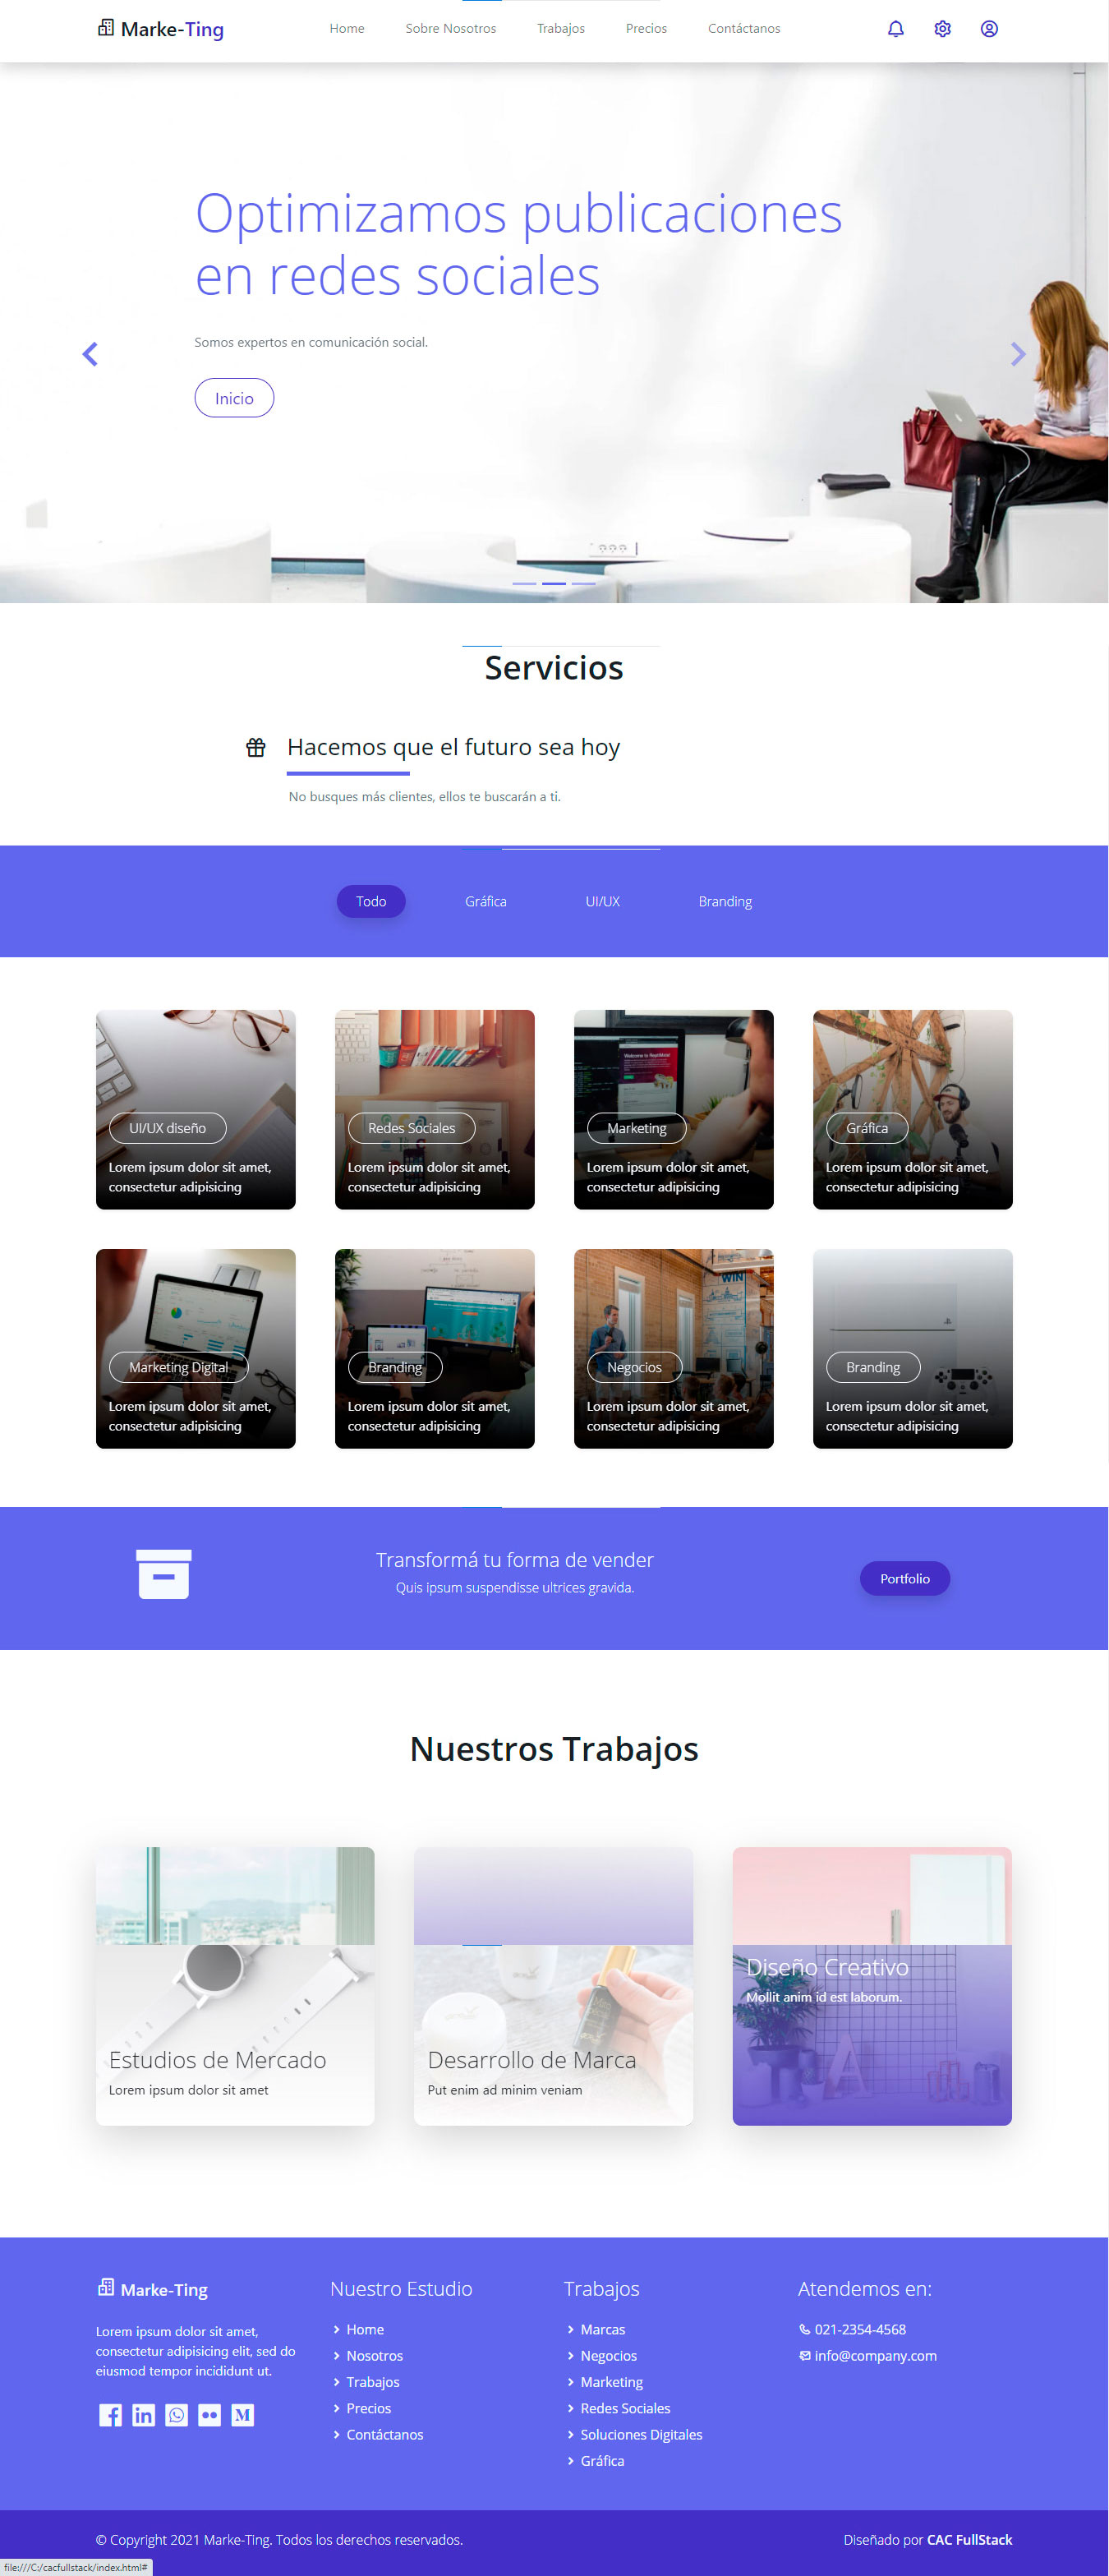 Marke-Ting
Home
Sobre Nosotros
Trabajos
Precios
Contáctanos
Optimizamos publicaciones
en redes sociales
Somos expertos en comunicación social.
Inicio
Servicios
Hacemos que el futuro sea hoy
No busques más clientes, ellos te buscarán a ti.
Todo
Gráfica
UI/UX
Branding
UI/UX diseño
Lorem ipsum dolor sit amet,
consectetur adipisicing
Redes Sociales
Lorem ipsum dolor sit amet,
consectetur adipisicing
Marketing
Lorem ipsum dolor sit amet,
consectetur adipisicing
Gráfica
Lorem ipsum dolor sit amet,
consectetur adipisicing
Marketing Digital
Lorem ipsum dolor sit amet,
consectetur adipisicing
Branding
Lorem ipsum dolor sit amet,
consectetur adipisicing
WIN
Negocios
Lorem ipsum dolor sit amet,
consectetur adipisicing
Branding
Lorem ipsum dolor sit amet,
consectetur adipisicing
Transformá tu forma de vender
Quis ipsum suspendisse ultrices gravida.
Portfolio
Nuestros Trabajos
Estudios de Mercado
Lorem ipsum dolor sit amet
Desarrollo de Marca
Put enim ad minim veniam
Diseño Creativo
Mollit anim id est laborum.
Marke-Ting
Lorem ipsum dolor sit amet,
consectetur adipiscing elit, sed do
eiusmod tempor incididunt ut.
Nuestro Estudio
Home
Nosotros
Trabajos
Precios
Contáctanos
Trabajos
Marcas
Negocios
Marketing
Redes Sociales
Soluciones Digitales
Gráfica
Atendemos en:
021-2354-4568
info@company.com
© Copyright 2021 Marke-Ting. Todos los derechos reservados.
Diseñado por CAC FullStack
file:///C:/cacfullstack/index.html#